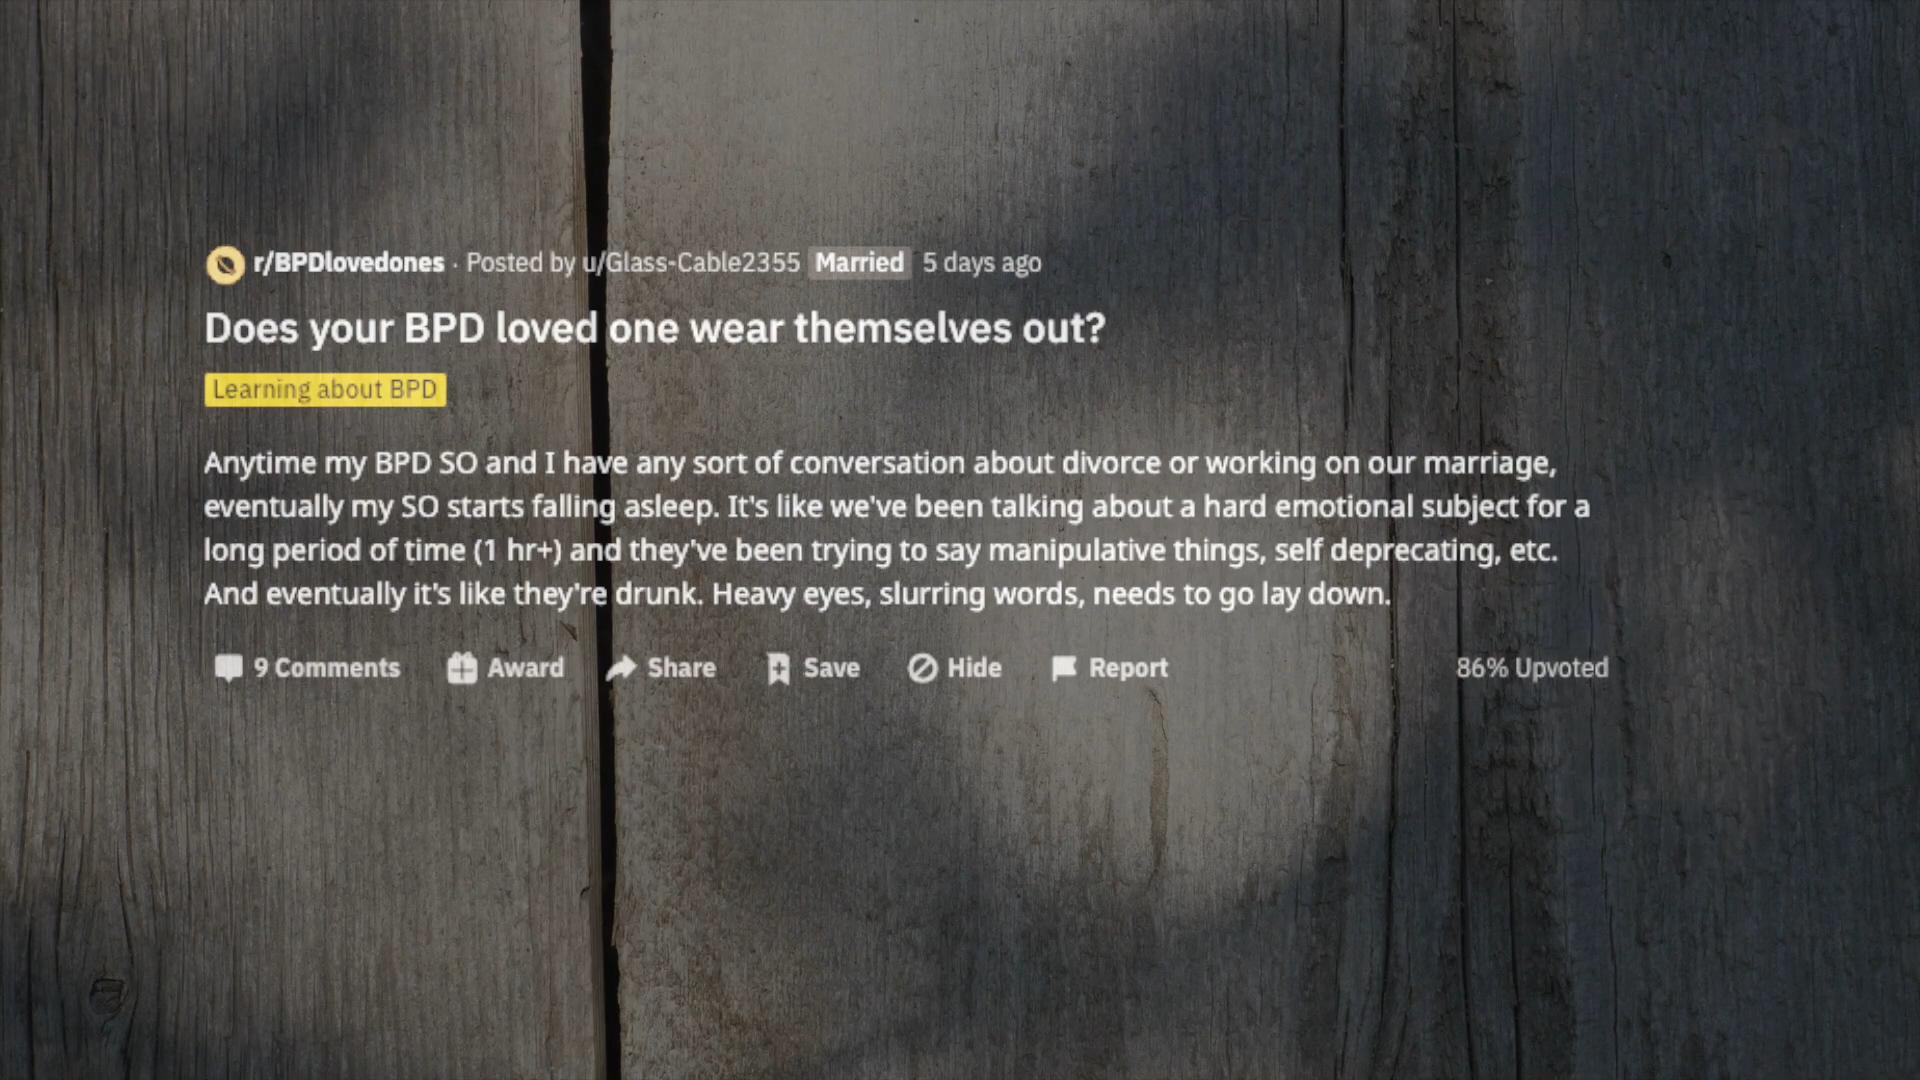 r/BPDlovedones · Posted by u/Glass-Cable2355 Married 5 days ago
Does your BPD loved one wear themselves out?
Learning about BPD
Anytime my BPD SO and I have any sort of conversation about divorce or working on our marriage,
eventually my SO starts falling asleep. It's like we've been talking about a hard emotional subject for a
long period of time (1 hr+) and they've been trying to say manipulative things, self deprecating, etc.
And eventually it's like they're drunk. Heavy eyes, slurring words, needs to go lay down.
9 Comments Award Share Save Hide Report 86% Upvoted